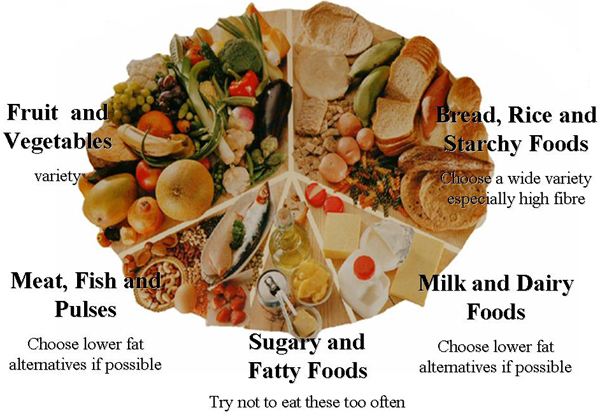 Fruit and
Vegetables
variety
Bread, Rice and
Starchy Foods
Choose a wide variety
especially high fibre
Meat, Fish and
Pulses
Choose lower fat
alternatives if possible
Milk and Dairy
Foods
Choose lower fat
alternatives if possible
Sugary and
Fatty Foods
Try not to eat these too often